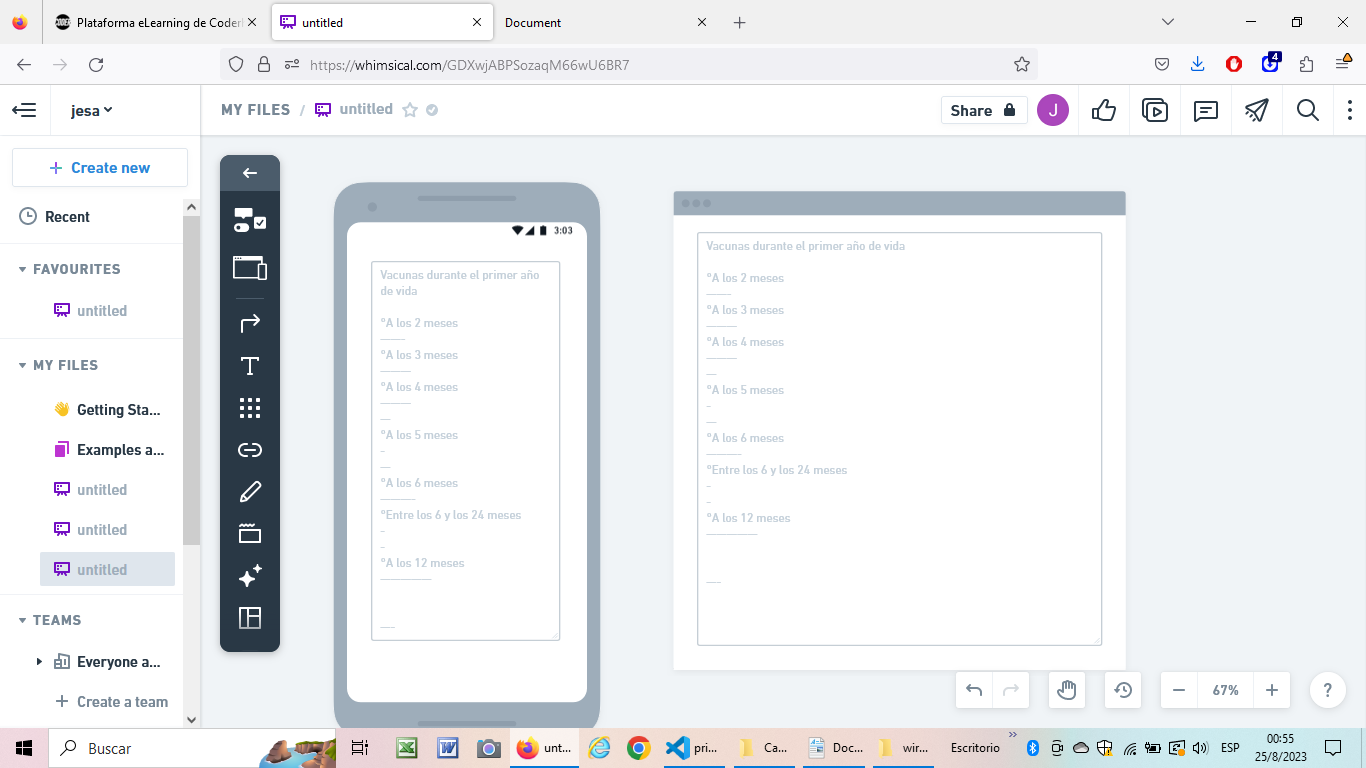 Plataforma eLearning de Coder
untitled
Document
https://whimsical.com/GDXwjABPSozaqM66wU6BR7
4
jesa
MY FILES / untitled
Share
J
Create new
Recent
FAVOURITES
untitled
MY FILES
Getting Sta...
Examples a...
untitled
untitled
untitled
TEAMS
Everyone a...
Create a team
3:03
Vacunas durante el primer año
de vida
°A los 2 meses
°A los 3 meses
°A los 4 meses
°A los 5 meses
-
°A los 6 meses
°Entre los 6 y los 24 meses
-
-
°A los 12 meses
Vacunas durante el primer año de vida
°A los 2 meses
°A los 3 meses
°A los 4 meses
°A los 5 meses
-
°A los 6 meses
°Entre los 6 y los 24 meses
-
-
°A los 12 meses
67%
?
Buscar
unt...
pri...
Ca...
Doc...
wir...
Escritorio
»
ESP
00:55
25/8/2023